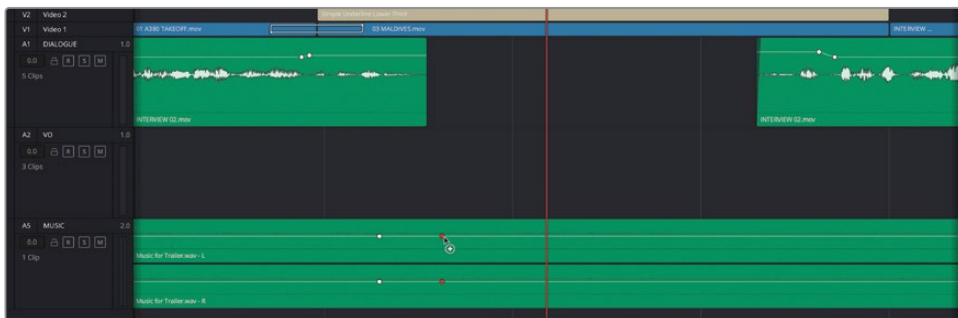 V2 Video 2
Simple Underline Lower Third
V1 Video 1
01 A380 TAKEOFF.mov
03 MALDIVES.mov
INTERVIEW ...
A1 DIALOGUE 1.0
0.0 R S M
5 Clips
INTERVIEW 02.mov
INTERVIEW 02.mov
A2 VO 1.0
0.0 R S M
3 Clips
A5 MUSIC 2.0
0.0 R S M
1 Clip
Music for Trailer.wav - L
Music for Trailer.wav - R